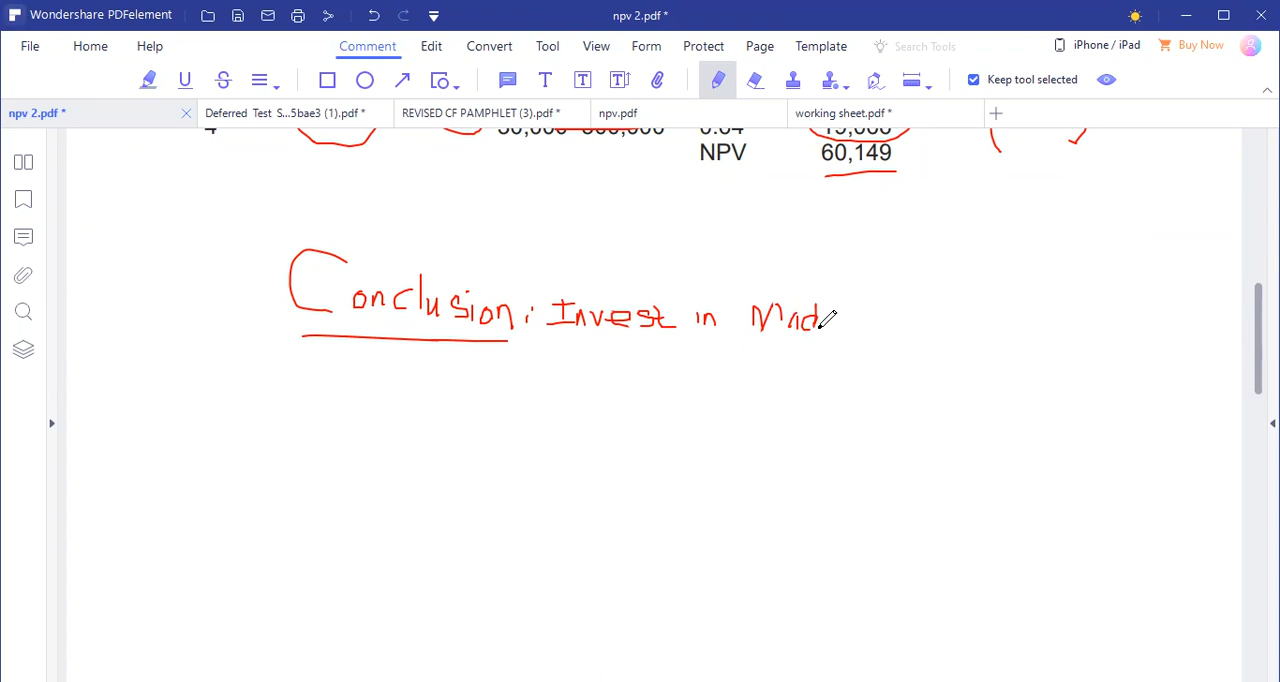 Wondershare PDFelement
npv 2.pdf *
File Home Help Comment Edit Convert Tool View Form Protect Page Template Search Tools iPhone / iPad Buy Now
Keep tool selected
npv 2.pdf * Deferred Test S...5bae3 (1).pdf * REVISED CF PAMPHLET (3).pdf * npv.pdf working sheet.pdf *
NPV 60,149
Conclusion: Invest in